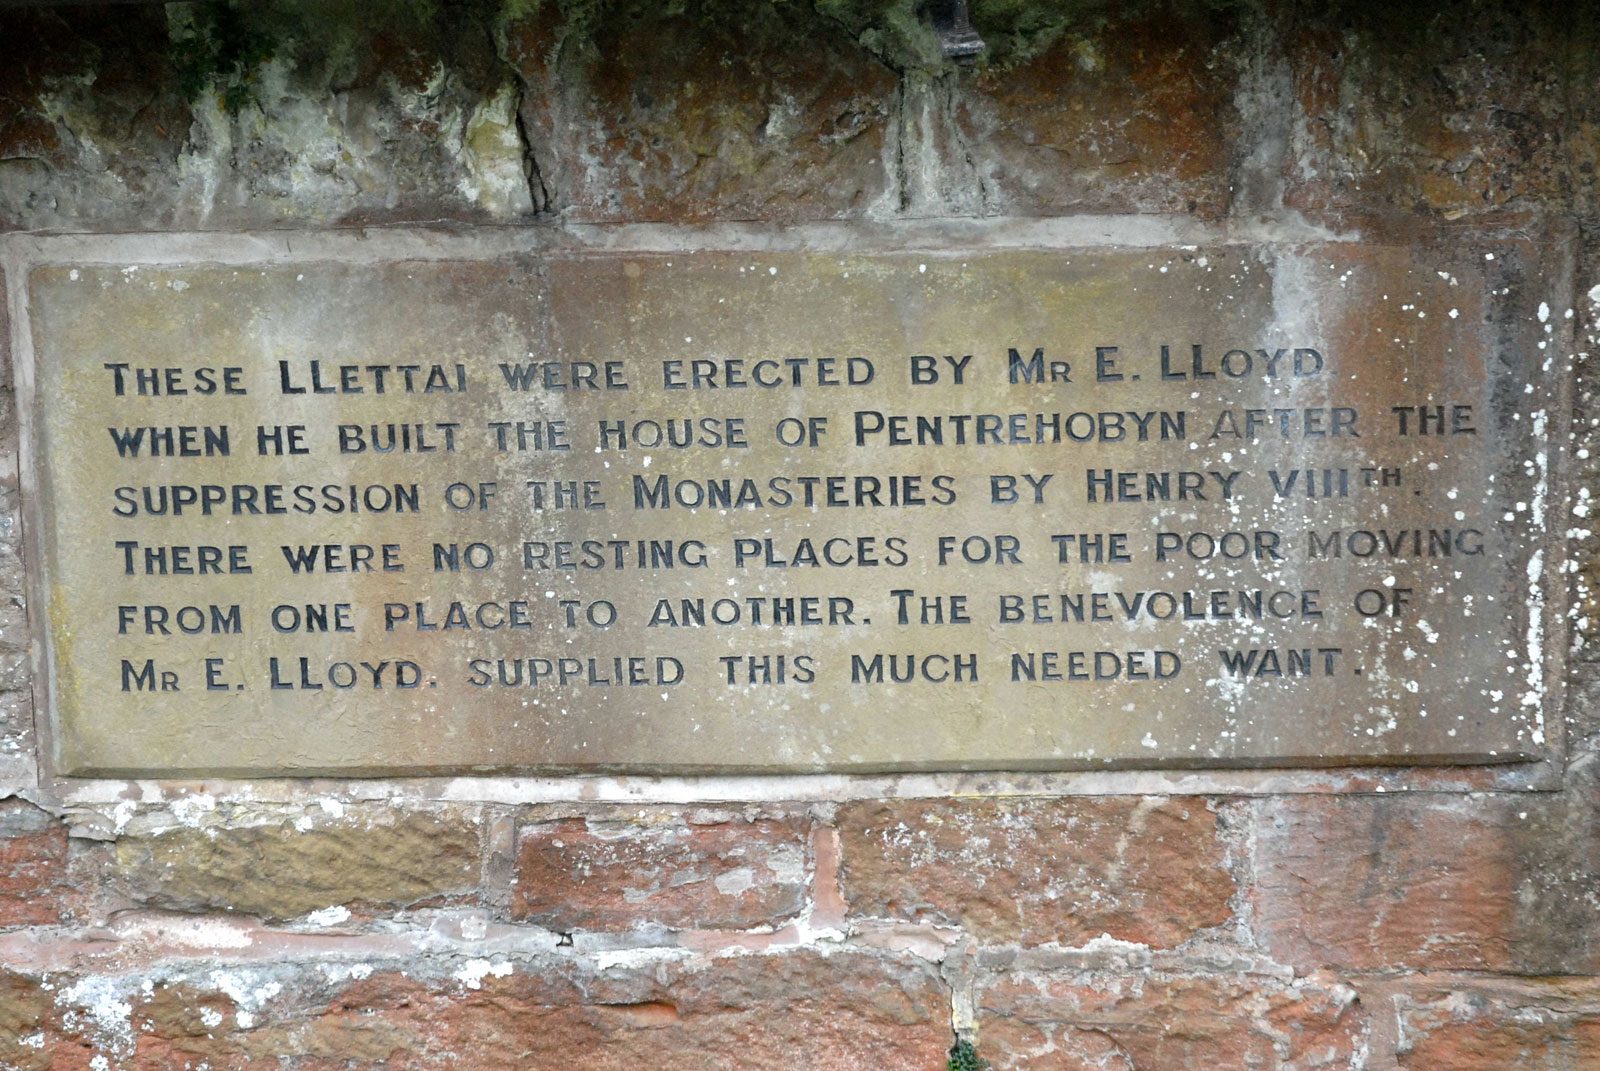 THESE LLETTAI WERE ERECTED BY MR E. LLOYD
WHEN HE BUILT THE HOUSE OF PENTREHOBYN AFTER THE
SUPPRESSION OF THE MONASTERIES BY HENRY VIIITH.
THERE WERE NO RESTING PLACES FOR THE POOR MOVING
FROM ONE PLACE TO ANOTHER. THE BENEVOLENCE OF
MR E. LLOYD. SUPPLIED THIS MUCH NEEDED WANT.